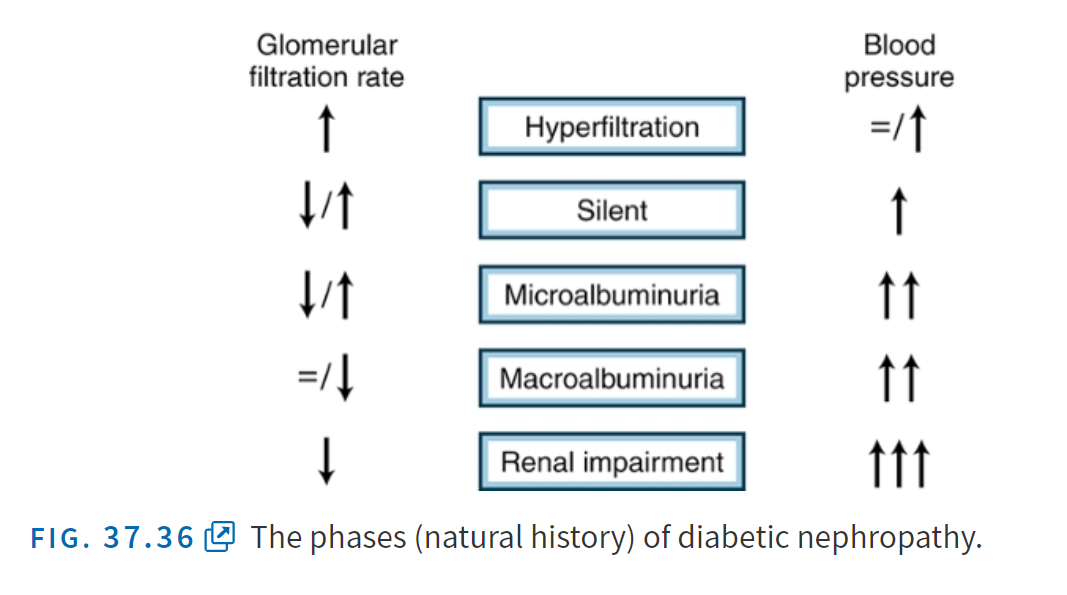 Glomerular
filtration rate
Blood
pressure
↑
Hyperfiltration
=/↑
↓/↑
Silent
↑
↓/↑
Microalbuminuria
↑↑
=/↓
Macroalbuminuria
↑↑
↓
Renal impairment
↑↑↑
FIG. 37.36 The phases (natural history) of diabetic nephropathy.